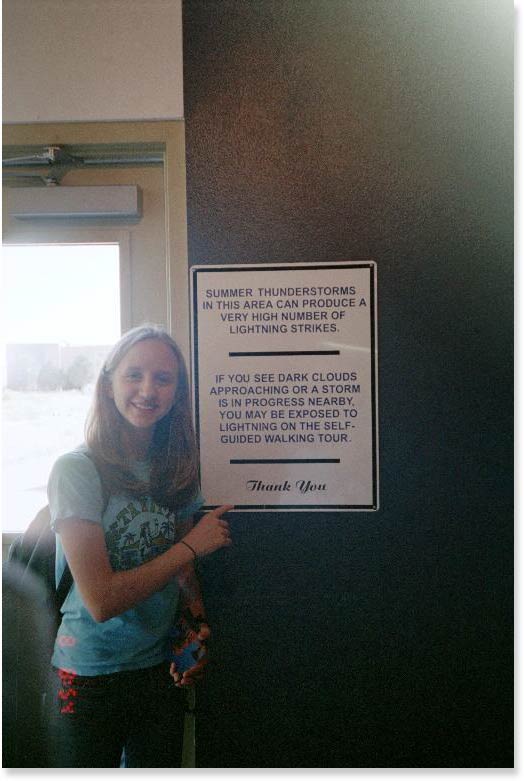 SUMMER THUNDERSTORMS
IN THIS AREA CAN PRODUCE A
VERY HIGH NUMBER OF
LIGHTNING STRIKES.
IF YOU SEE DARK CLOUDS
APPROACHING OR A STORM
IS IN PROGRESS NEARBY,
YOU MAY BE EXPOSED TO
LIGHTNING ON THE SELF-
GUIDED WALKING TOUR.
Thank You